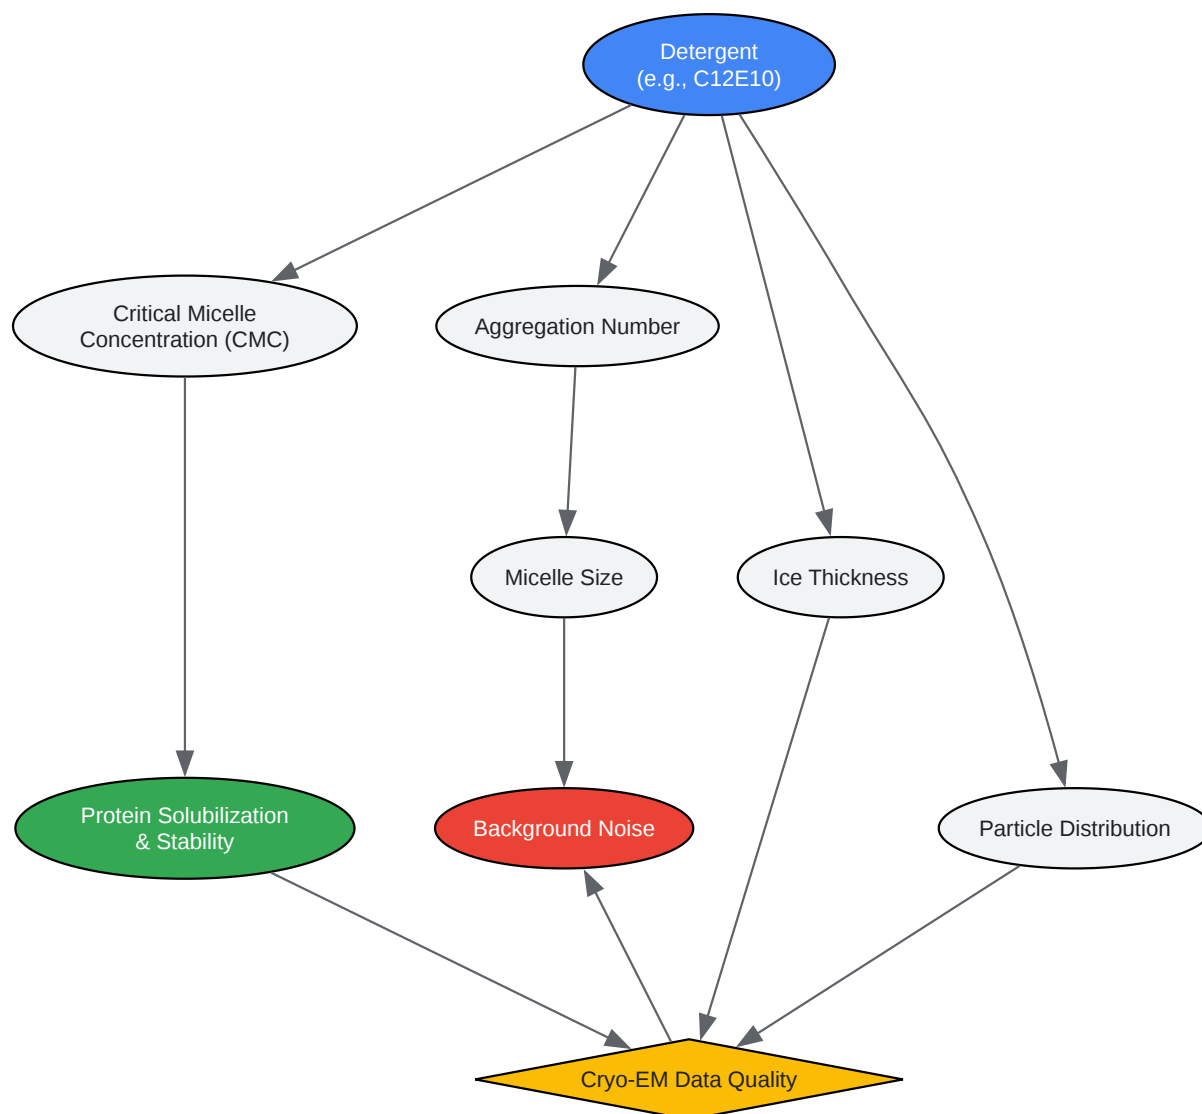 Detergent
(e.g., C12E10)
Critical Micelle
Concentration (CMC)
Aggregation Number
Micelle Size
Ice Thickness
Protein Solubilization
& Stability
Background Noise
Particle Distribution
Cryo-EM Data Quality